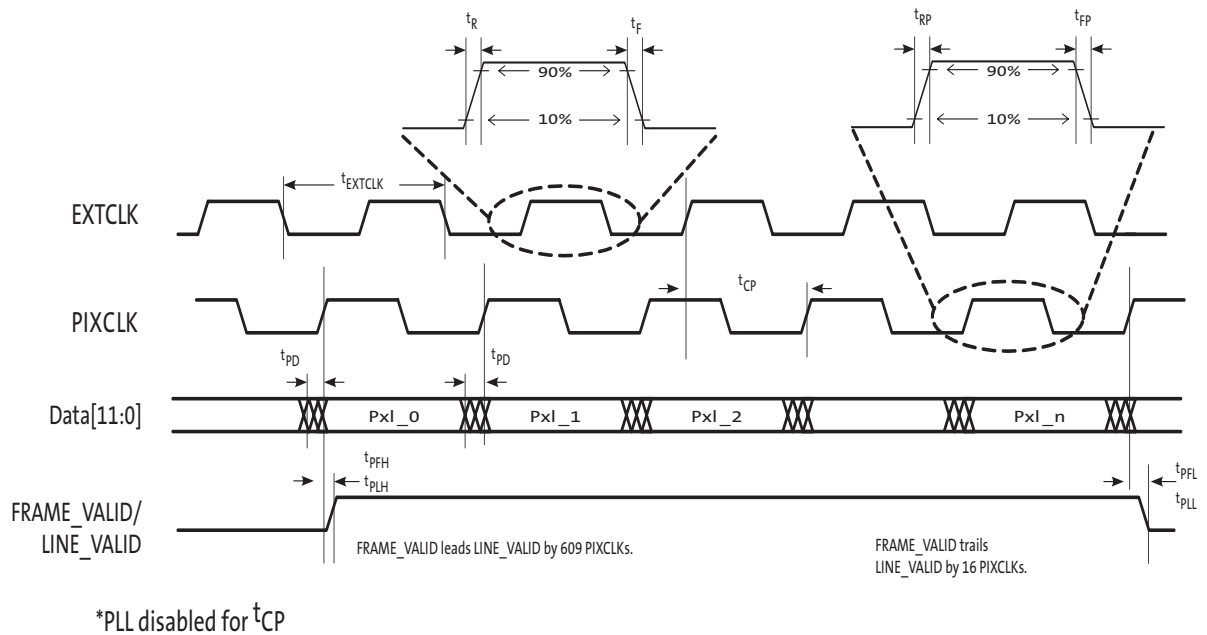 tR
tF
tRP
tFP
90%
90%
10%
10%
tEXTCLK
EXTCLK
tCP
PIXCLK
tPD
tPD
Data[11:0]
Pxl_0
Pxl_1
Pxl_2
Pxl_n
tPFH
tPLH
tPFL
tPLL
FRAME_VALID/
LINE_VALID
FRAME_VALID leads LINE_VALID by 609 PIXCLKs.
FRAME_VALID trails
LINE_VALID by 16 PIXCLKs.
*PLL disabled for tCP